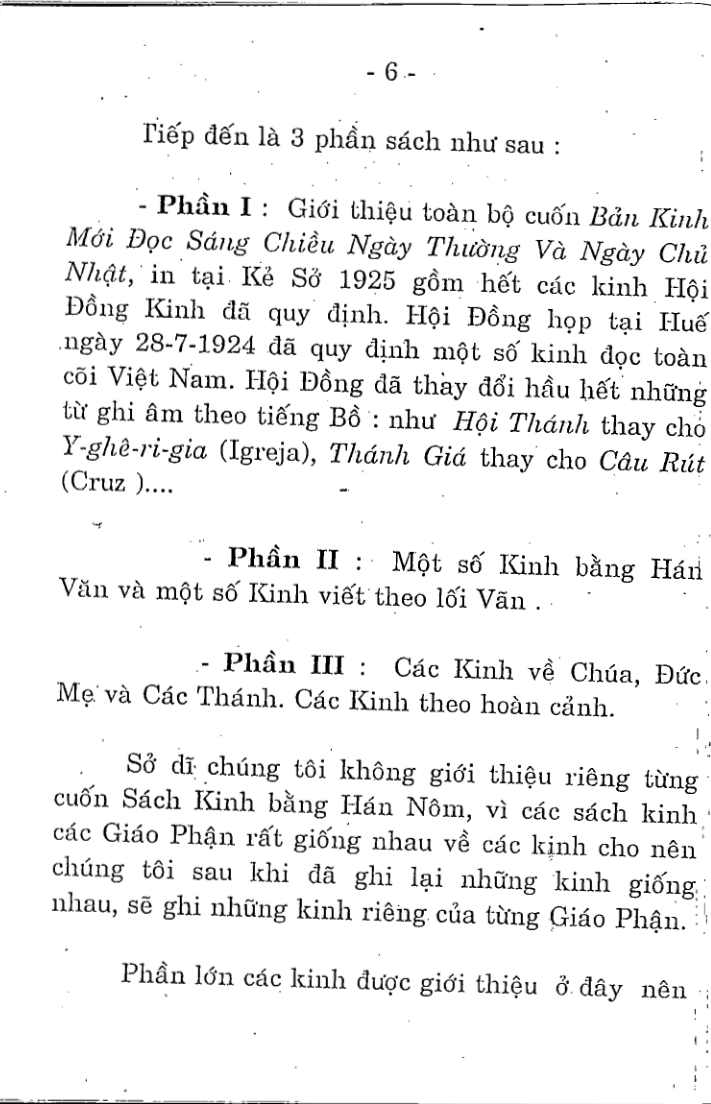 - 6 -
Tiếp đến là 3 phần sách như sau :
- Phần I : Giới thiệu toàn bộ cuốn Bản Kinh
Mới Đọc Sáng Chiều Ngày Thường Và Ngày Chủ
Nhật, in tại Kẻ Sở 1925 gồm hết các kinh Hội
Đồng Kinh đã quy định. Hội Đồng họp tại Huế
ngày 28-7-1924 đã quy định một số kinh đọc toàn
cõi Việt Nam. Hội Đồng đã thay đổi hầu hết những
từ ghi âm theo tiếng Bồ : như Hội Thánh thay cho
Y-ghê-ri-gia (Igreja), Thánh Giá thay cho Câu Rút
(Cruz )....
- Phần II : Một số Kinh bằng Hán
Văn và một số Kinh viết theo lối Vãn .
- Phần III : Các Kinh về Chúa, Đức
Mẹ và Các Thánh. Các Kinh theo hoàn cảnh.
Sở dĩ chúng tôi không giới thiệu riêng từng
cuốn Sách Kinh bằng Hán Nôm, vì các sách kinh
các Giáo Phận rất giống nhau về các kinh cho nên
chúng tôi sau khi đã ghi lại những kinh giống
nhau, sẽ ghi những kinh riêng của từng Giáo Phận.
Phần lớn các kinh được giới thiệu ở đây nên